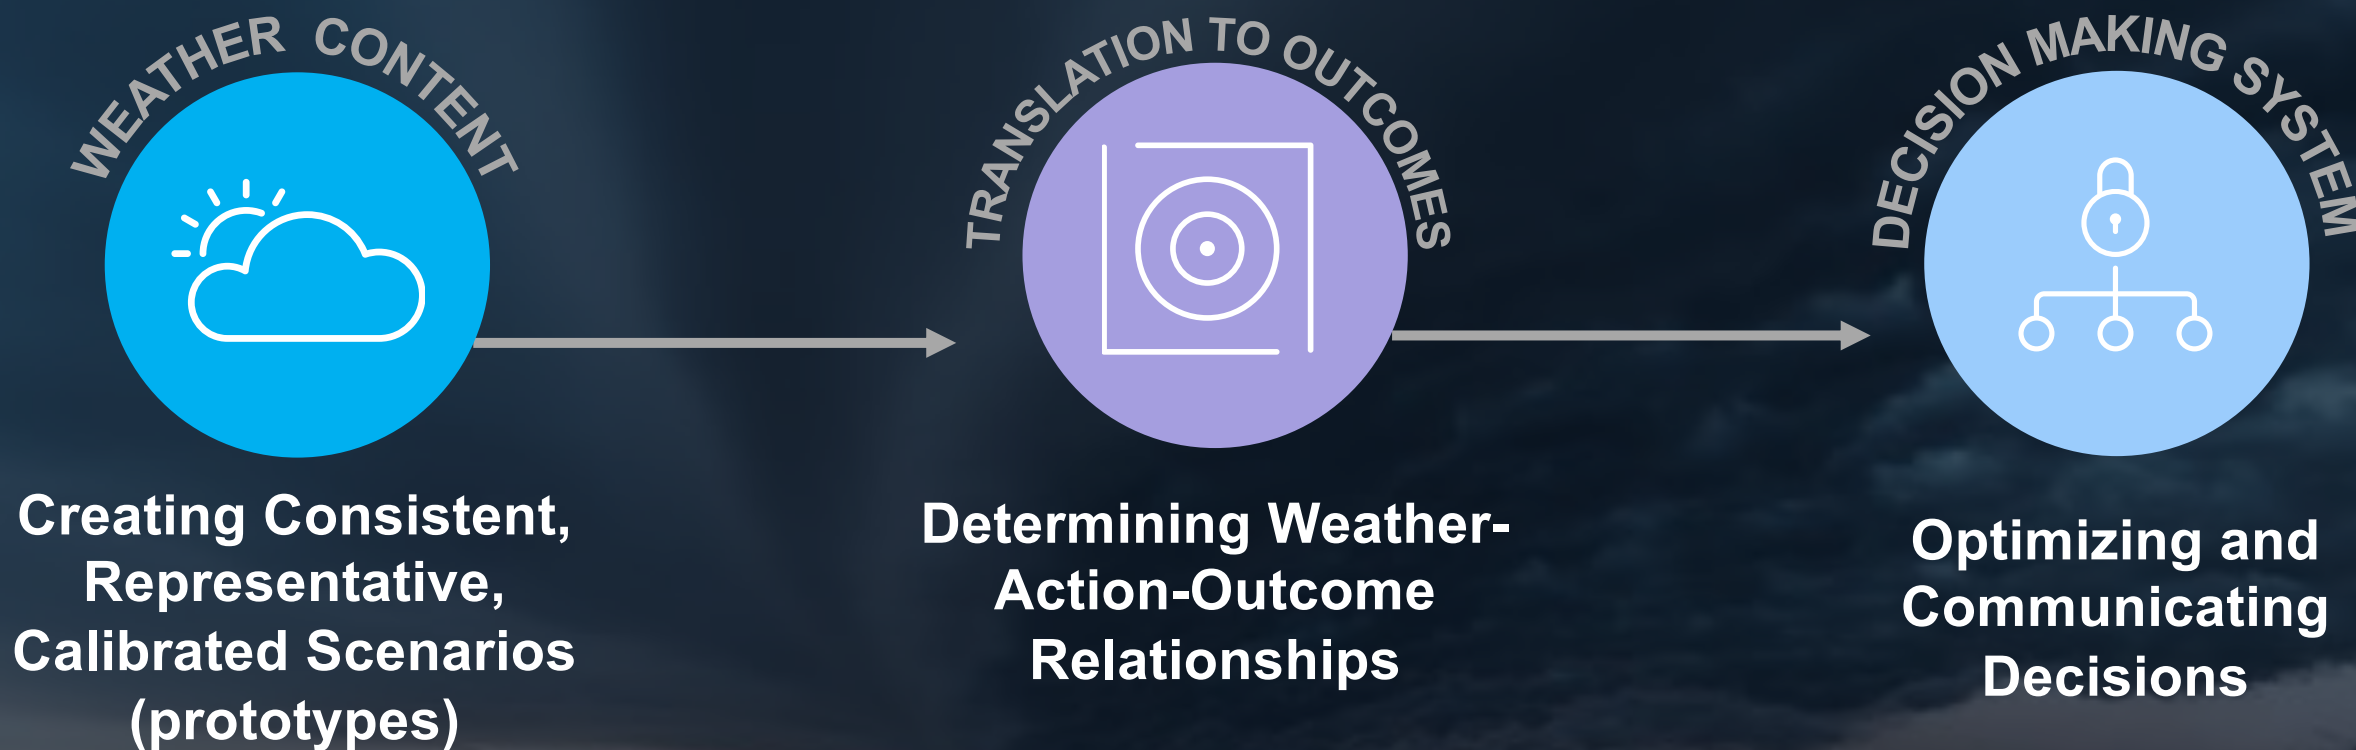 WEATHER CONTENT
Creating Consistent,
Representative,
Calibrated Scenarios
(prototypes)
TRANSLATION TO OUTCOMES
Determining Weather-
Action-Outcome
Relationships
DECISION MAKING SYSTEM
Optimizing and
Communicating
Decisions